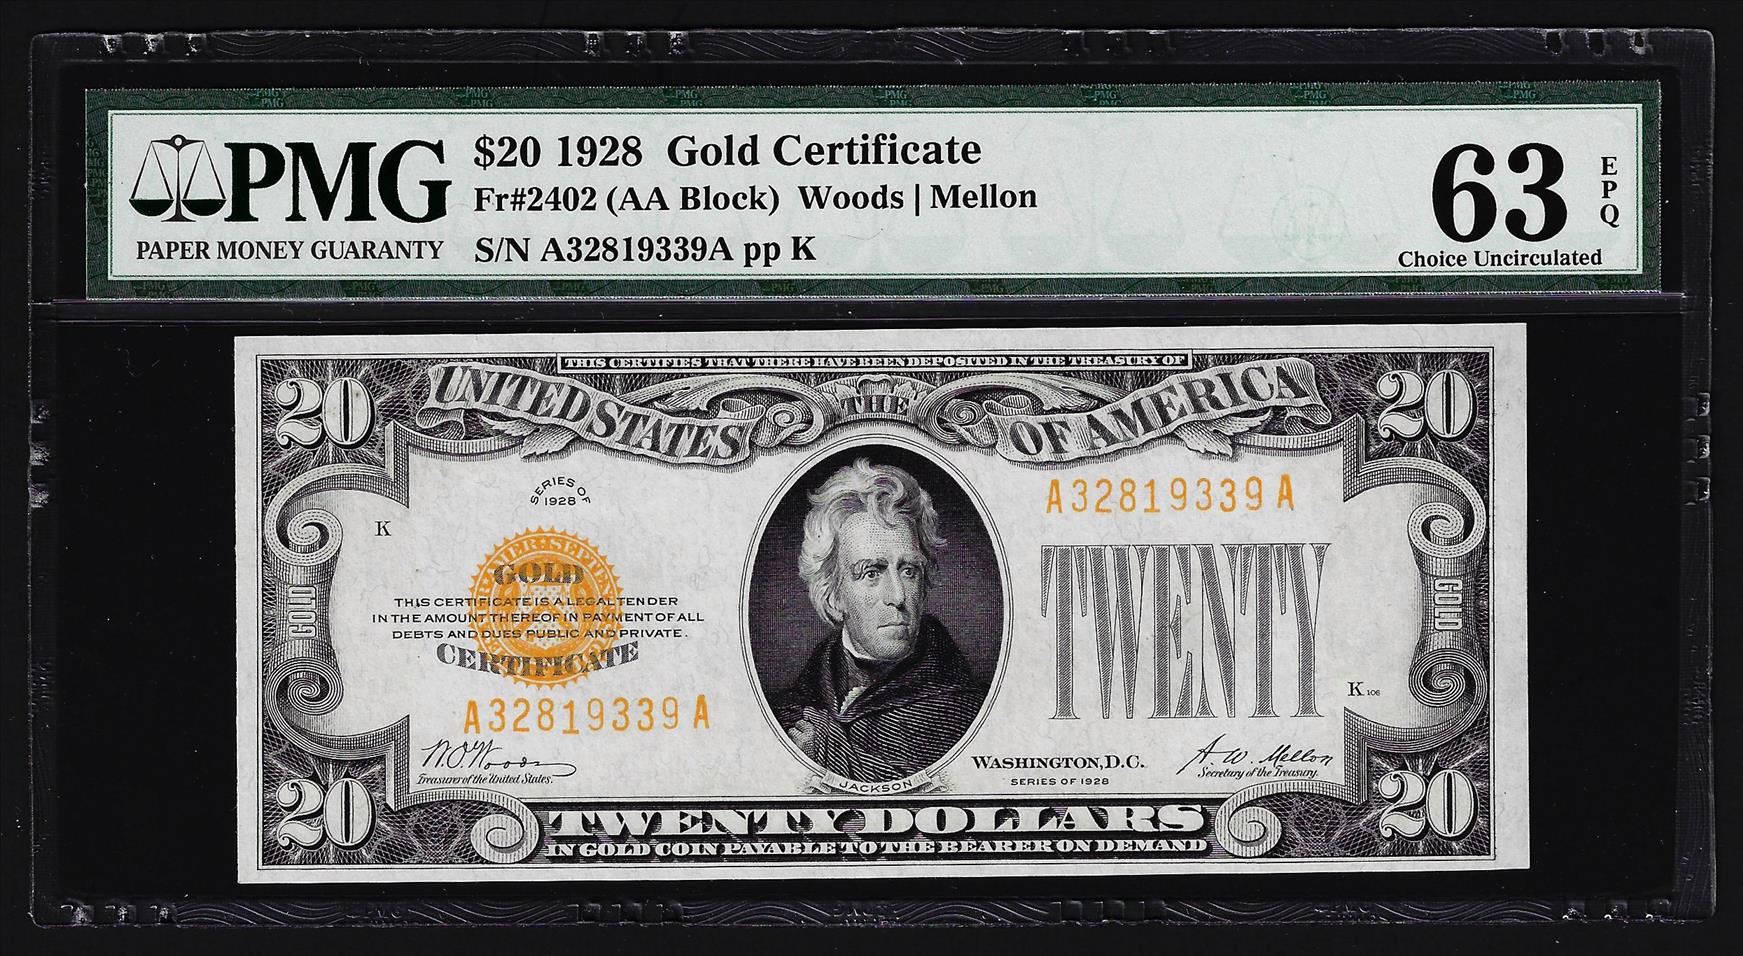 PMG
PAPER MONEY GUARANTY
$20 1928 Gold Certificate
Fr#2402 (AA Block) Woods | Mellon
S/N A32819339A pp K
63
EPQ
Choice Uncirculated
THIS CERTIFIES THAT THERE HAVE BEEN DEPOSITED IN THE TREASURY OF
20
UNITED STATES
THE
OF AMERICA
20
SERIES OF
1928
A32819339A
K
GOLD
THIS CERTIFICATE IS A LEGAL TENDER
IN THE AMOUNT THEREOF IN PAYMENT OF ALL
DEBTS AND DUES PUBLIC AND PRIVATE.
CERTIFICATE
TWENTY
GOLD
GOLD
K 106
A32819339A
W.O. Woods
Treasurer of the United States.
WASHINGTON, D.C.
SERIES OF 1928
A. W. Mellon
Secretary of the Treasury.
JACKSON
20
TWENTY DOLLARS
20
IN GOLD COIN PAYABLE TO THE BEARER ON DEMAND